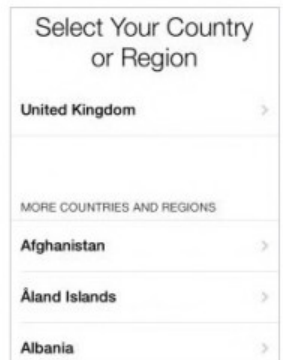 Select Your Country
or Region
United Kingdom
MORE COUNTRIES AND REGIONS
Afghanistan
Åland Islands
Albania